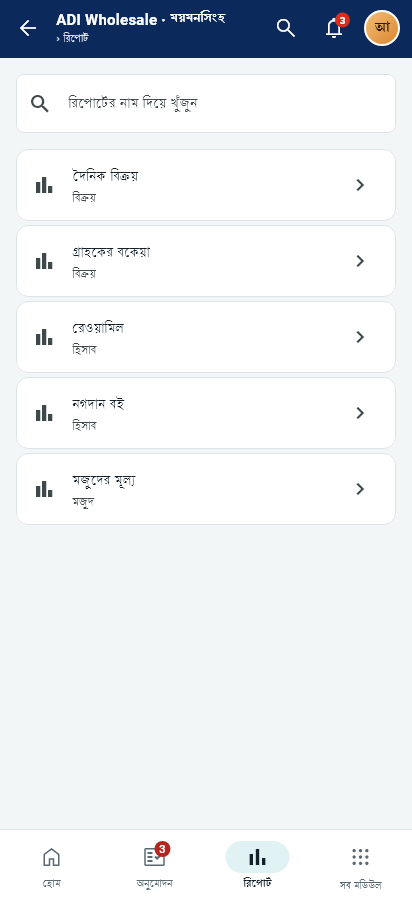 ADI Wholesale · ময়মনসিংহ
› রিপোর্ট
3
আ
রিপোর্টের নাম দিয়ে খুঁজুন
দৈনিক বিক্রয়
বিক্রয়
গ্রাহকের বকেয়া
বিক্রয়
রেওয়ামিল
হিসাব
নগদান বই
হিসাব
মজুদের মূল্য
মজুদ
3
হোম
অনুমোদন
রিপোর্ট
সব মডিউল